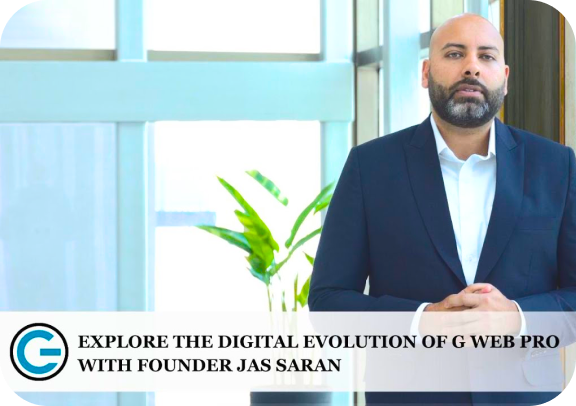 EXPLORE THE DIGITAL EVOLUTION OF G WEB PRO
WITH FOUNDER JAS SARAN